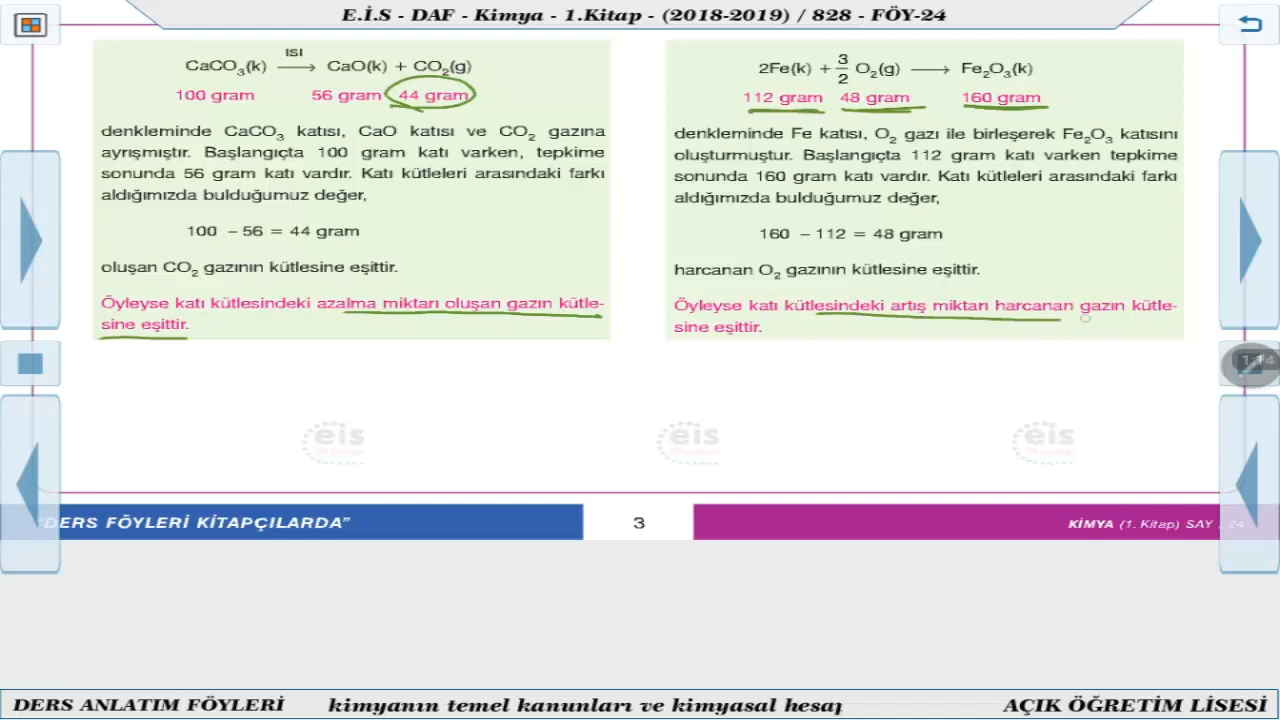 E.İ.S - DAF - Kimya - 1.Kitap - (2018-2019) / 828 - FÖY-24
ISI
CaCO₃(k) ⟶ CaO(k) + CO₂(g)
100 gram 56 gram 44 gram
denkleminde CaCO₃ katısı, CaO katısı ve CO₂ gazına
ayrışmıştır. Başlangıçta 100 gram katı varken, tepkime
sonunda 56 gram katı vardır. Katı kütleleri arasındaki farkı
aldığımızda bulduğumuz değer,
100 – 56 = 44 gram
oluşan CO₂ gazının kütlesine eşittir.
Öyleyse katı kütlesindeki azalma miktarı oluşan gazın kütle-
sine eşittir.
2Fe(k) + 3/2 O₂(g) ⟶ Fe₂O₃(k)
112 gram 48 gram 160 gram
denkleminde Fe katısı, O₂ gazı ile birleşerek Fe₂O₃ katısını
oluşturmuştur. Başlangıçta 112 gram katı varken tepkime
sonunda 160 gram katı vardır. Katı kütleleri arasındaki farkı
aldığımızda bulduğumuz değer,
160 – 112 = 48 gram
harcanan O₂ gazının kütlesine eşittir.
Öyleyse katı kütlesindeki artış miktarı harcanan gazın kütle-
sine eşittir.
1:14
eis eis eis
"DERS FÖYLERİ KİTAPÇILARDA"
3
KİMYA (1. Kitap) SAY 24
DERS ANLATIM FÖYLERİ kimyanın temel kanunları ve kimyasal hesap AÇIK ÖĞRETİM LİSESİ